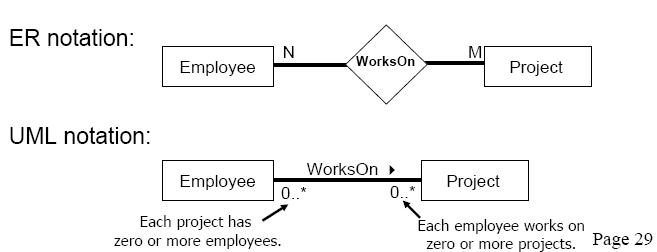 ER notation:
Employee N WorksOn M Project
UML notation:
Employee WorksOn Project
0..* 0..*
Each project has
zero or more employees.
Each employee works on
zero or more projects.
Page 29